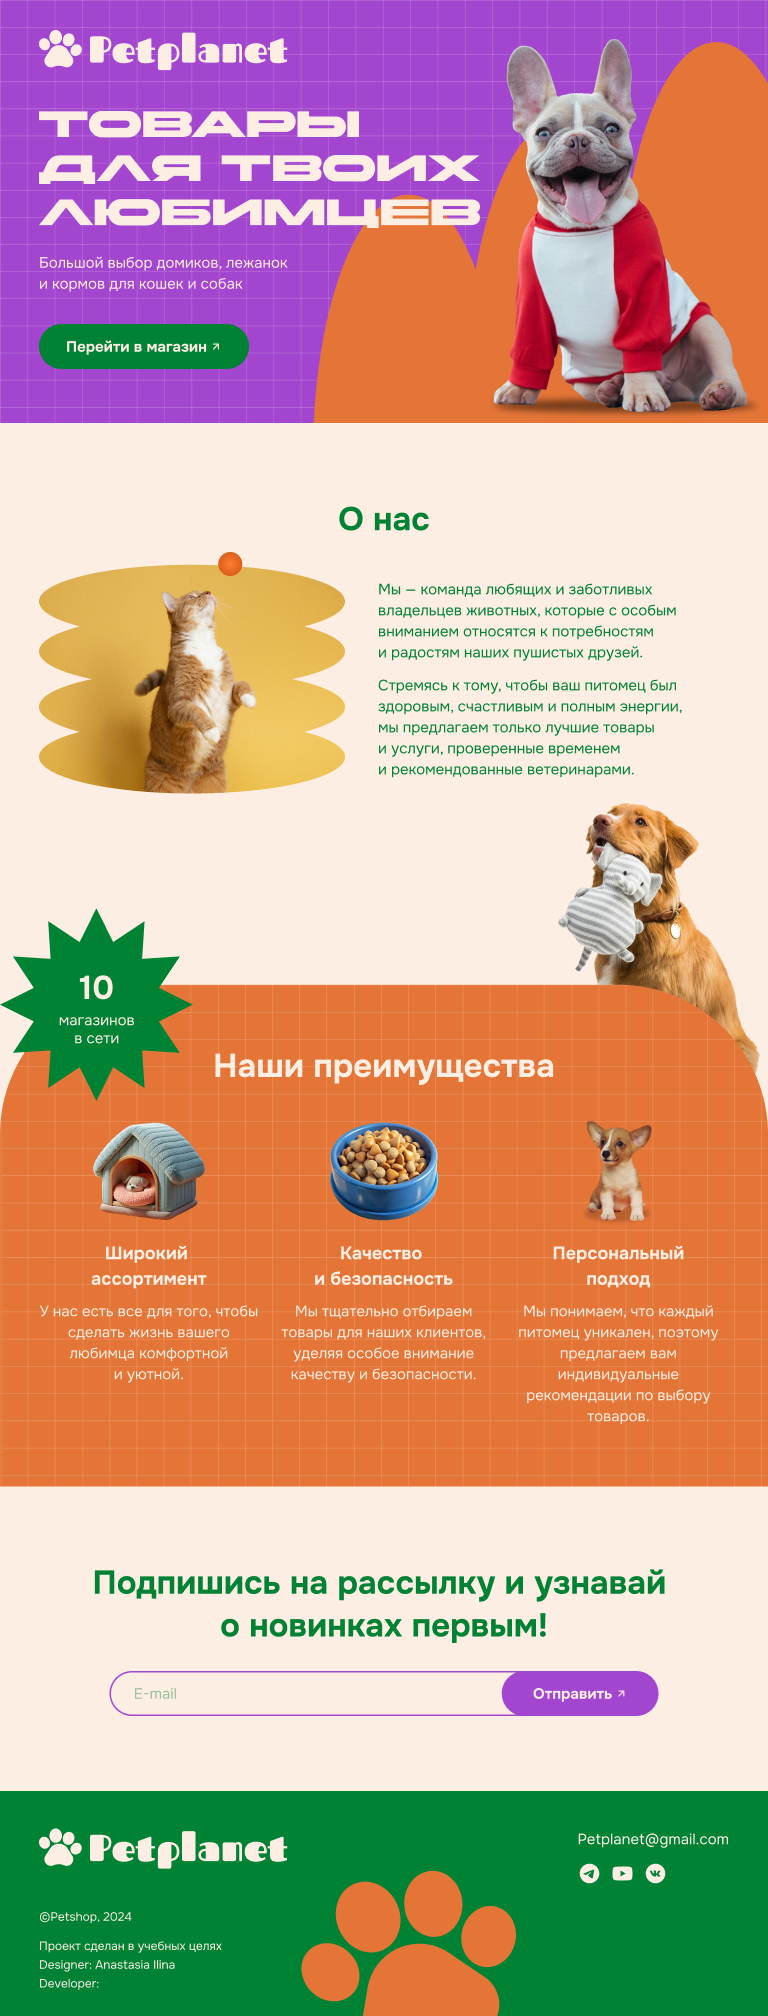 Petplanet
ТОВАРЫ
ДЛЯ ТВОИХ
ЛЮБИМЦЕВ
Большой выбор домиков, лежанок
и кормов для кошек и собак
Перейти в магазин
О нас
Мы — команда любящих и заботливых
владельцев животных, которые с особым
вниманием относятся к потребностям
и радостям наших пушистых друзей.
Стремясь к тому, чтобы ваш питомец был
здоровым, счастливым и полным энергии,
мы предлагаем только лучшие товары
и услуги, проверенные временем
и рекомендованные ветеринарами.
10
магазинов
в сети
Наши преимущества
Широкий
ассортимент
У нас есть все для того, чтобы
сделать жизнь вашего
любимца комфортной
и уютной.
Качество
и безопасность
Мы тщательно отбираем
товары для наших клиентов,
уделяя особое внимание
качеству и безопасности.
Персональный
подход
Мы понимаем, что каждый
питомец уникален, поэтому
предлагаем вам
индивидуальные
рекомендации по выбору
товаров.
Подпишись на рассылку и узнавай
о новинках первым!
E-mail
Отправить
Petplanet
Petplanet@gmail.com
©Petshop, 2024
Проект сделан в учебных целях
Designer: Anastasia Ilina
Developer: